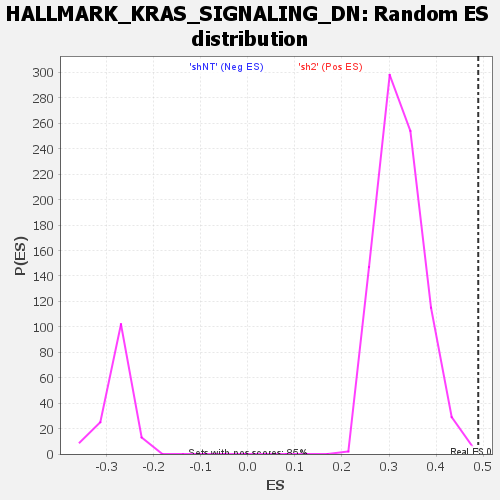 HALLMARK_KRAS_SIGNALING_DN: Random ES
distribution
'shNT' (Neg ES) 'sh2' (Pos ES)
300
280
260
240
220
200
180
160
140
120
100
80
60
40
20
0
P(ES)
Sets with pos scores: 85%
Real ES 0
-0.3 -0.2 -0.1 0.0 0.1 0.2 0.3 0.4 0.5
ES